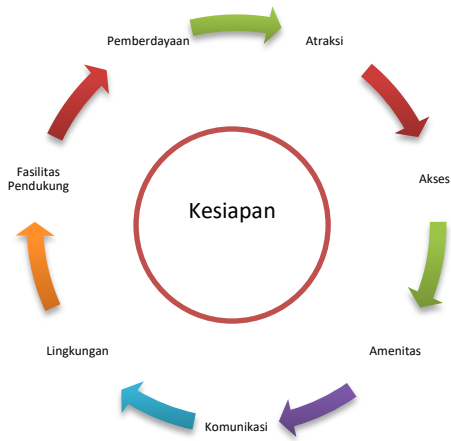 Pemberdayaan
Atraksi
Akses
Amenitas
Komunikasi
Lingkungan
Fasilitas
Pendukung
Kesiapan